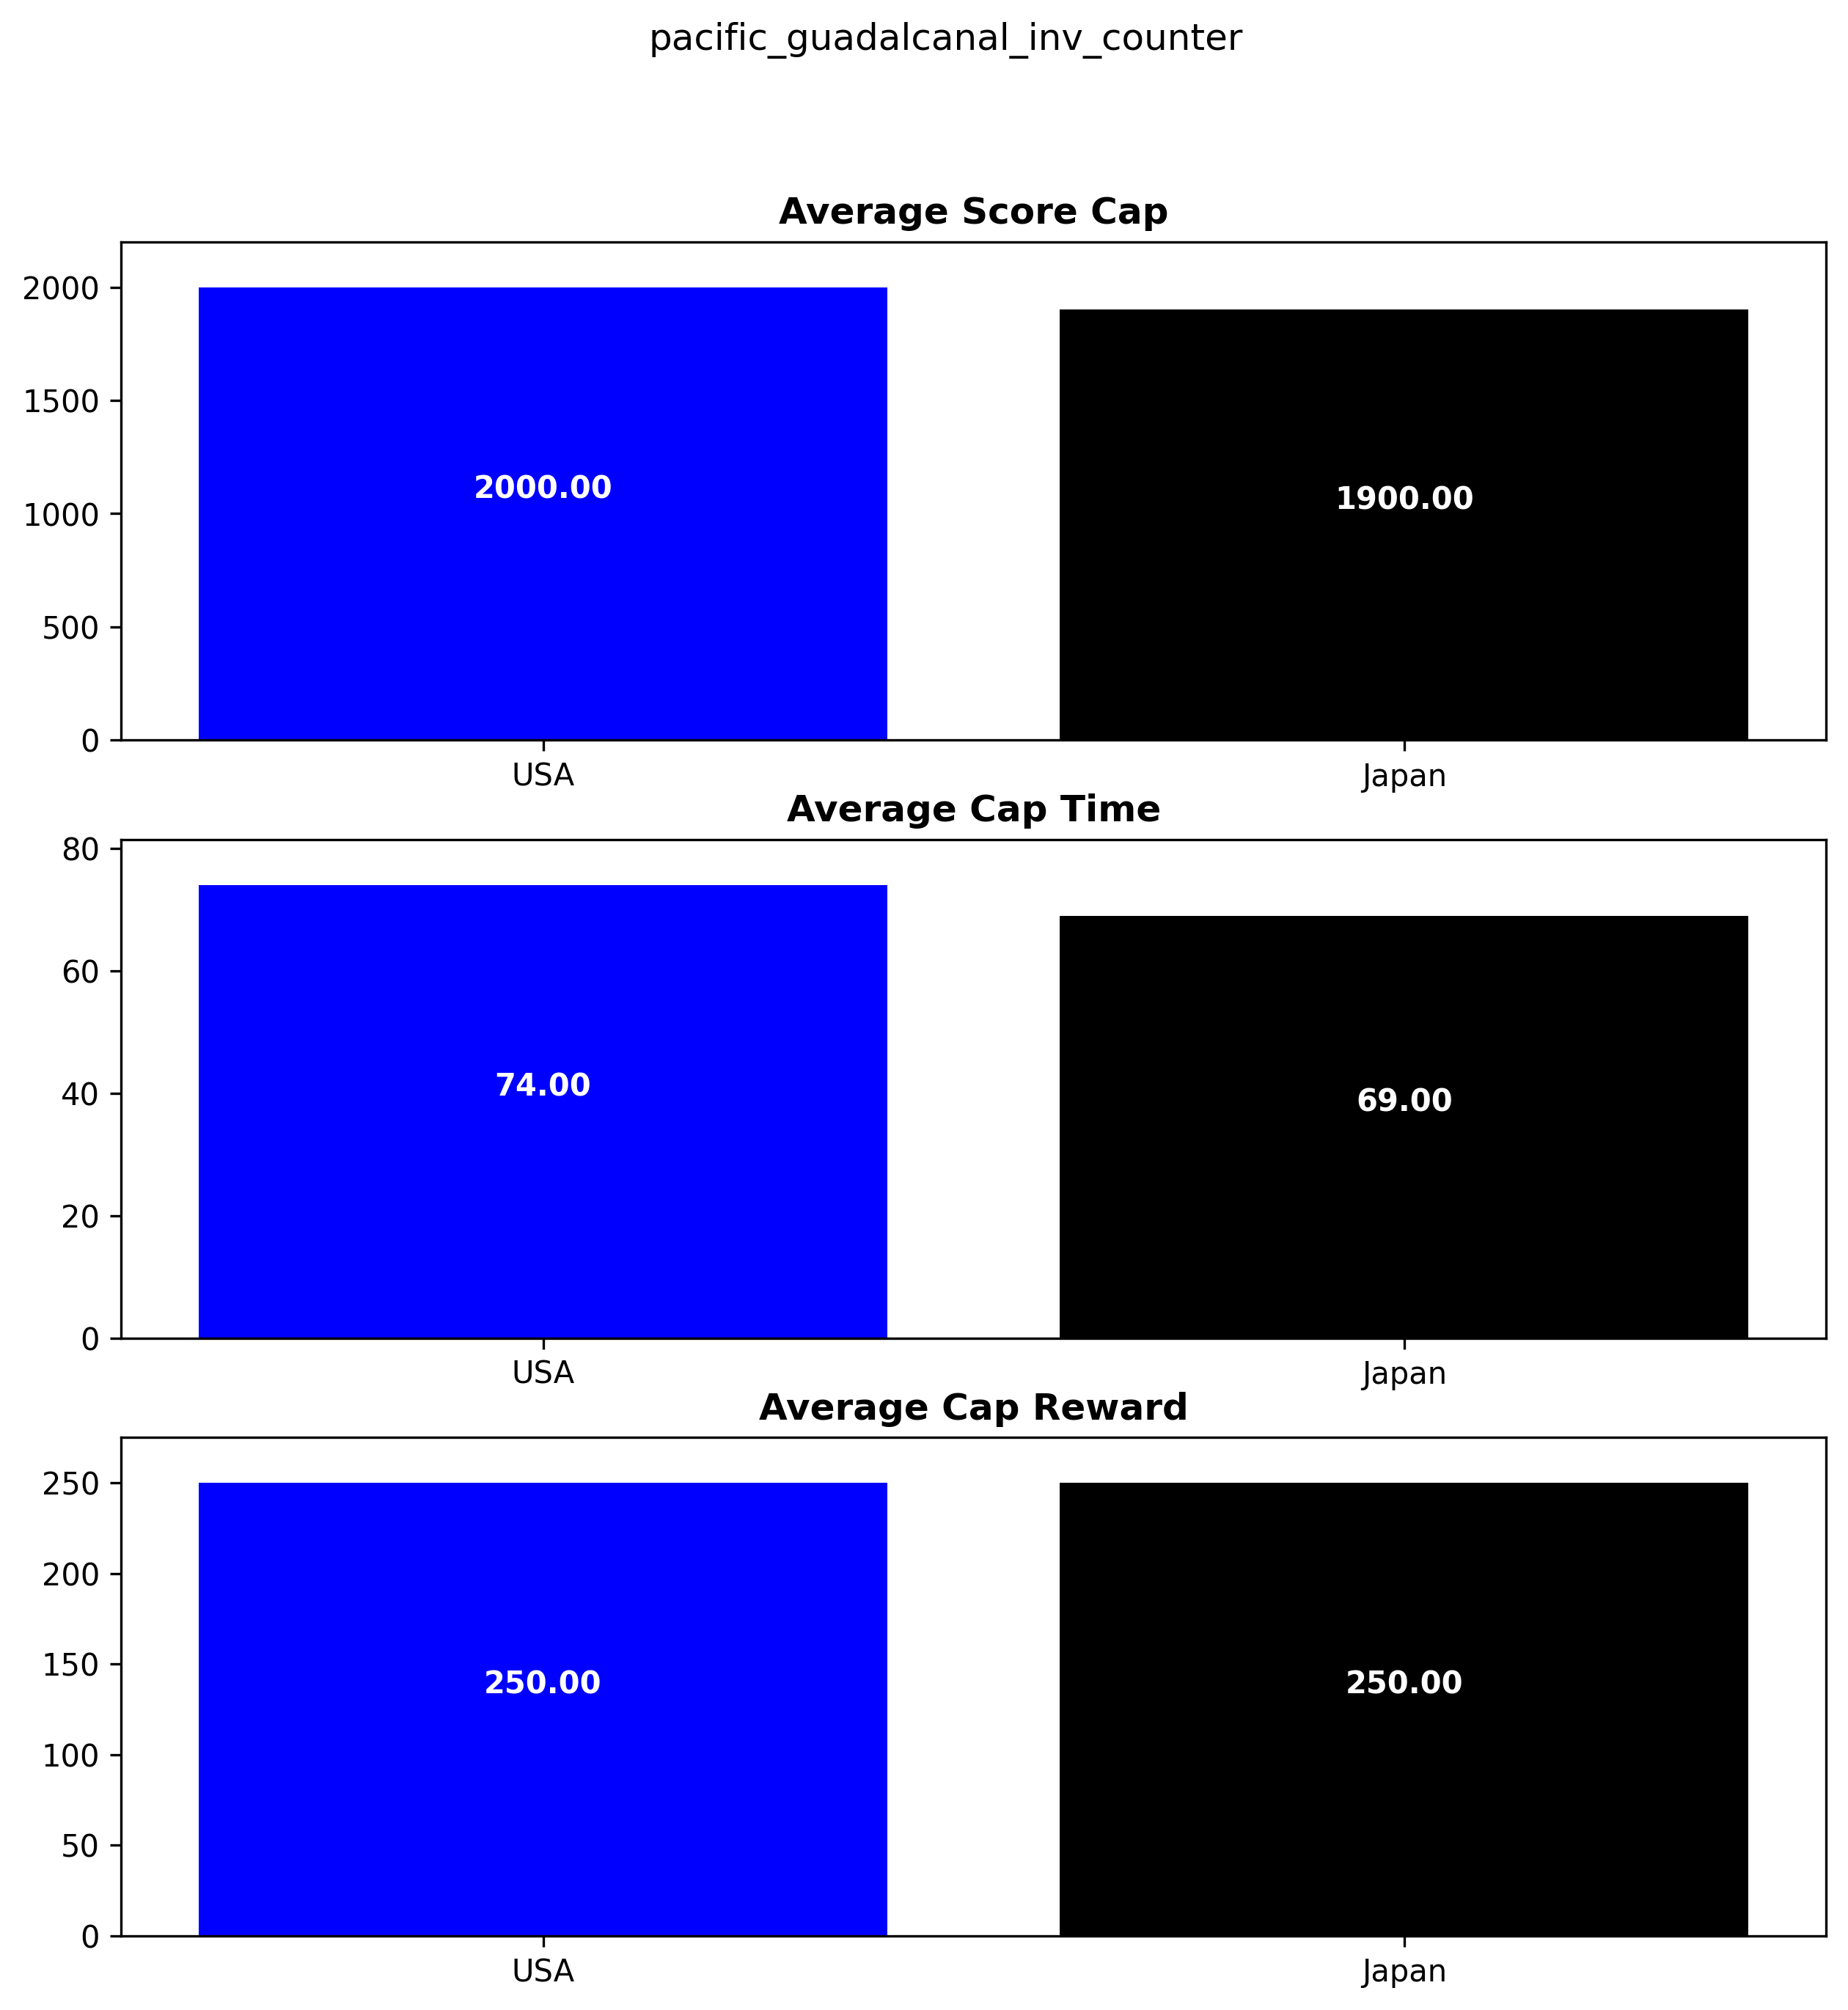 pacific_guadalcanal_inv_counter
Average Score Cap
2000
1500
1000
500
0
2000.00
1900.00
USA
Japan
Average Cap Time
80
60
40
20
0
74.00
69.00
USA
Japan
Average Cap Reward
250
200
150
100
50
0
250.00
250.00
USA
Japan